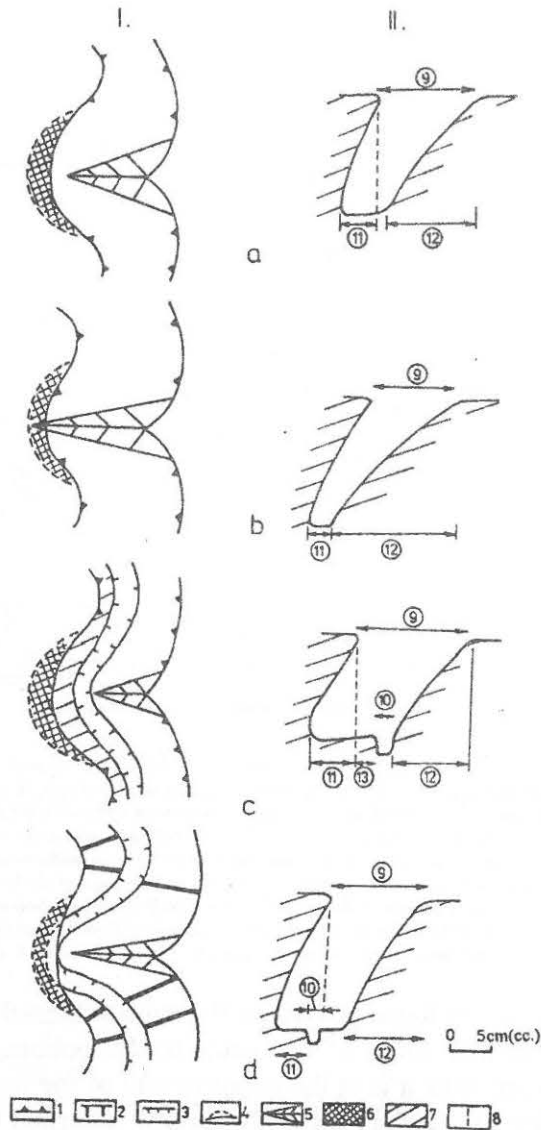 I. II.
⑨
⑪ ⑫
a
⑨
⑪ ⑫
b
⑨
⑩
⑪ ⑬ ⑫
c
⑨
⑩
⑪ ⑫
0 5cm(cc.)
d
1 2 3 4 5 6 7 8